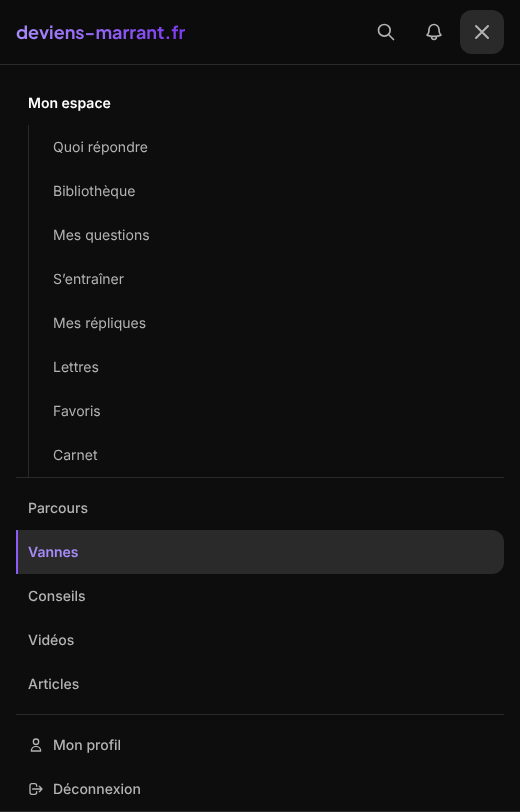 deviens-marrant.fr
Mon espace
Quoi répondre
Bibliothèque
Mes questions
S’entraîner
Mes répliques
Lettres
Favoris
Carnet
Parcours
Vannes
Conseils
Vidéos
Articles
Mon profil
Déconnexion